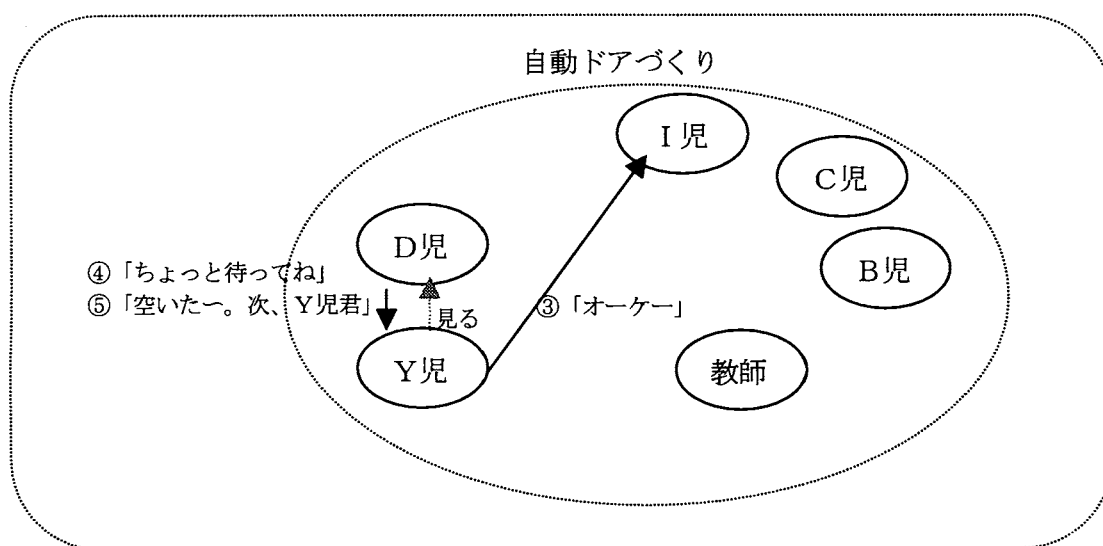 自動ドアづくり
I児
C児
D児
B児
④「ちょっと待ってね」
⑤「空いた〜。次、Y児君」
見る
③「オーケー」
Y児
教師